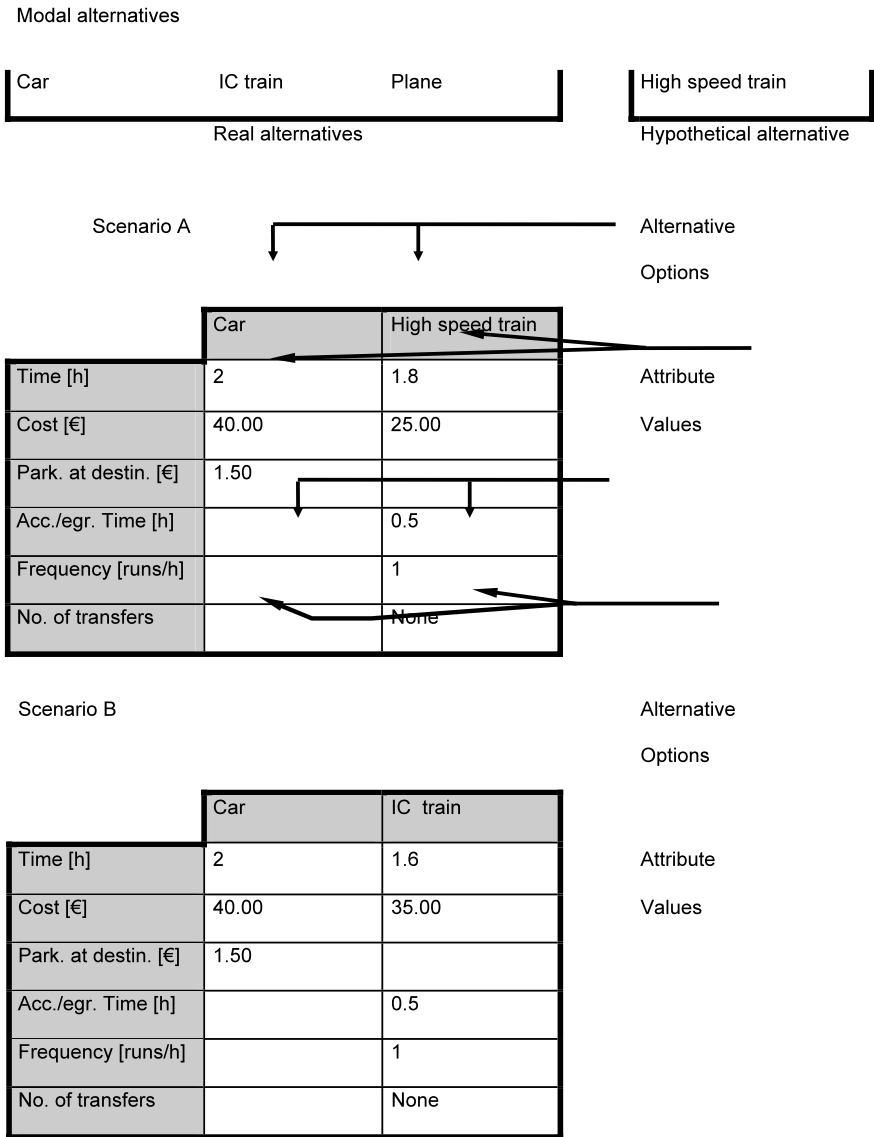 Modal alternatives
Car IC train Plane High speed train
Real alternatives Hypothetical alternative
Scenario A Alternative
Options
Car High speed train
Time [h] 2 1.8 Attribute
Cost [€] 40.00 25.00 Values
Park. at destin. [€] 1.50
Acc./egr. Time [h] 0.5
Frequency [runs/h] 1
No. of transfers None
Scenario B Alternative
Options
Car IC train
Time [h] 2 1.6 Attribute
Cost [€] 40.00 35.00 Values
Park. at destin. [€] 1.50
Acc./egr. Time [h] 0.5
Frequency [runs/h] 1
No. of transfers None